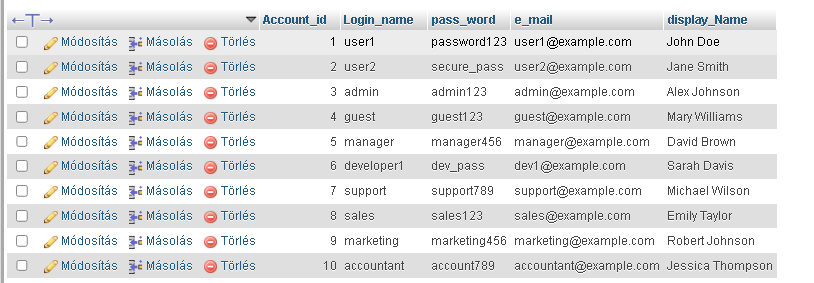 ←T→ Account_id Login_name pass_word e_mail display_Name
Módosítás Másolás Törlés 1 user1 password123 user1@example.com John Doe
Módosítás Másolás Törlés 2 user2 secure_pass user2@example.com Jane Smith
Módosítás Másolás Törlés 3 admin admin123 admin@example.com Alex Johnson
Módosítás Másolás Törlés 4 guest guest123 guest@example.com Mary Williams
Módosítás Másolás Törlés 5 manager manager456 manager@example.com David Brown
Módosítás Másolás Törlés 6 developer1 dev_pass dev1@example.com Sarah Davis
Módosítás Másolás Törlés 7 support support789 support@example.com Michael Wilson
Módosítás Másolás Törlés 8 sales sales123 sales@example.com Emily Taylor
Módosítás Másolás Törlés 9 marketing marketing456 marketing@example.com Robert Johnson
Módosítás Másolás Törlés 10 accountant account789 accountant@example.com Jessica Thompson